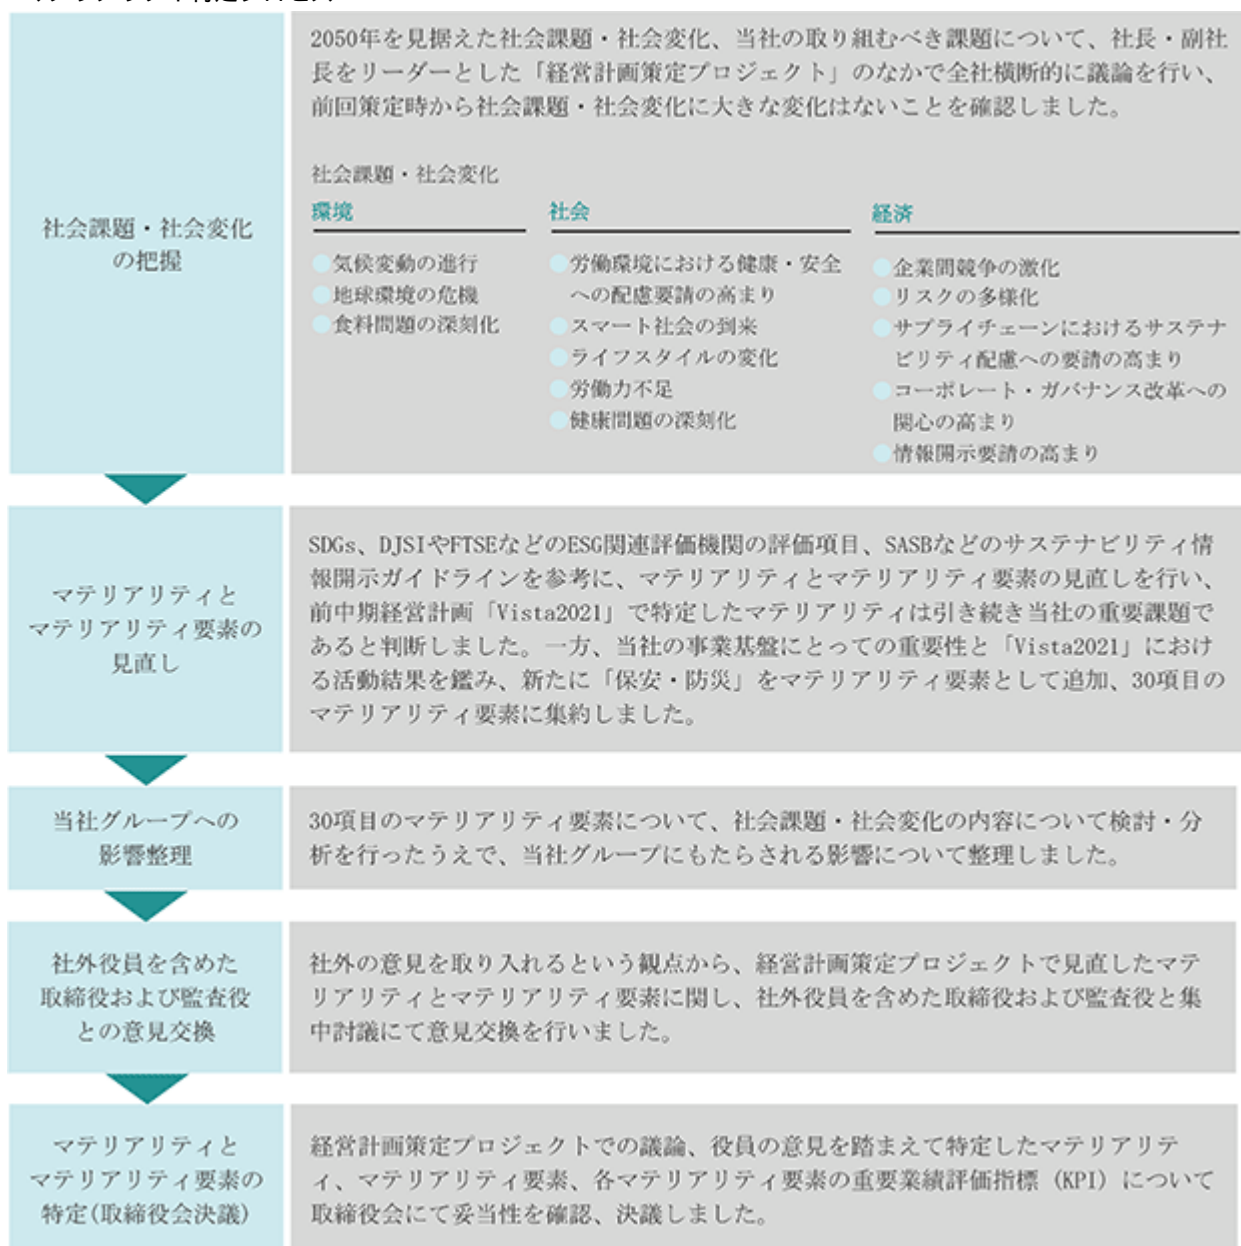 社会課題・社会変化
の把握
2050年を見据えた社会課題・社会変化、当社の取り組むべき課題について、社長・副社
長をリーダーとした「経営計画策定プロジェクト」のなかで全社横断的に議論を行い、
前回策定時から社会課題・社会変化に大きな変化はないことを確認しました。
社会課題・社会変化
環境
気候変動の進行
地球環境の危機
食料問題の深刻化
社会
労働環境における健康・安全
への配慮要請の高まり
スマート社会の到来
ライフスタイルの変化
労働力不足
健康問題の深刻化
経済
企業間競争の激化
リスクの多様化
サプライチェーンにおけるサステナ
ビリティ配慮への要請の高まり
コーポレート・ガバナンス改革への
関心の高まり
情報開示要請の高まり
マテリアリティと
マテリアリティ要素の
見直し
SDGs、DJSIやFTSEなどのESG関連評価機関の評価項目、SASBなどのサステナビリティ情
報開示ガイドラインを参考に、マテリアリティとマテリアリティ要素の見直しを行い、
前中期経営計画「Vista2021」で特定したマテリアリティは引き続き当社の重要課題で
あると判断しました。一方、当社の事業基盤にとっての重要性と「Vista2021」におけ
る活動結果を鑑み、新たに「保安・防災」をマテリアリティ要素として追加、30項目の
マテリアリティ要素に集約しました。
当社グループへの
影響整理
30項目のマテリアリティ要素について、社会課題・社会変化の内容について検討・分
析を行ったうえで、当社グループにもたらされる影響について整理しました。
社外役員を含めた
取締役および監査役
との意見交換
社外の意見を取り入れるという観点から、経営計画策定プロジェクトで見直したマテ
リアリティとマテリアリティ要素に関し、社外役員を含めた取締役および監査役と集
中討議にて意見交換を行いました。
マテリアリティと
マテリアリティ要素の
特定(取締役会決議)
経営計画策定プロジェクトでの議論、役員の意見を踏まえて特定したマテリアリテ
ィ、マテリアリティ要素、各マテリアリティ要素の重要業績評価指標（KPI）について
取締役会にて妥当性を確認、決議しました。